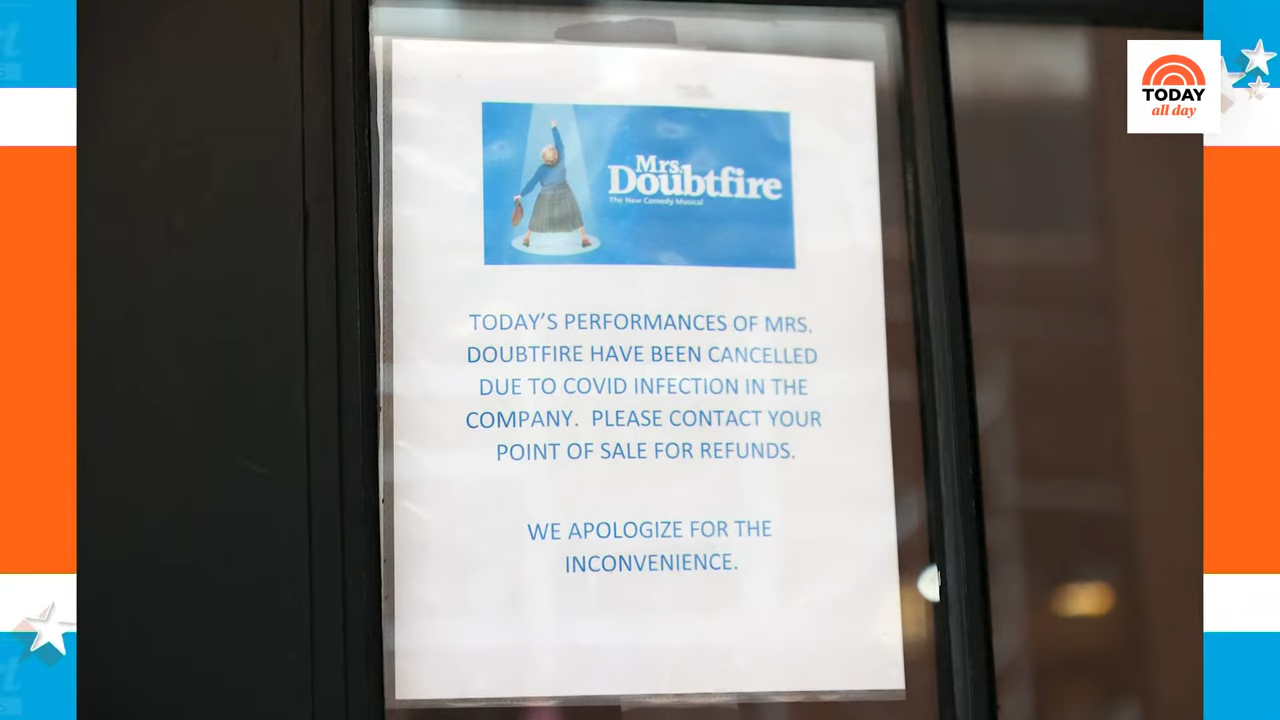 TODAY
all day
Mrs.
Doubtfire
The New Comedy Musical
TODAY'S PERFORMANCES OF MRS.
DOUBTFIRE HAVE BEEN CANCELLED
DUE TO COVID INFECTION IN THE
COMPANY.  PLEASE CONTACT YOUR
POINT OF SALE FOR REFUNDS.
WE APOLOGIZE FOR THE
INCONVENIENCE.